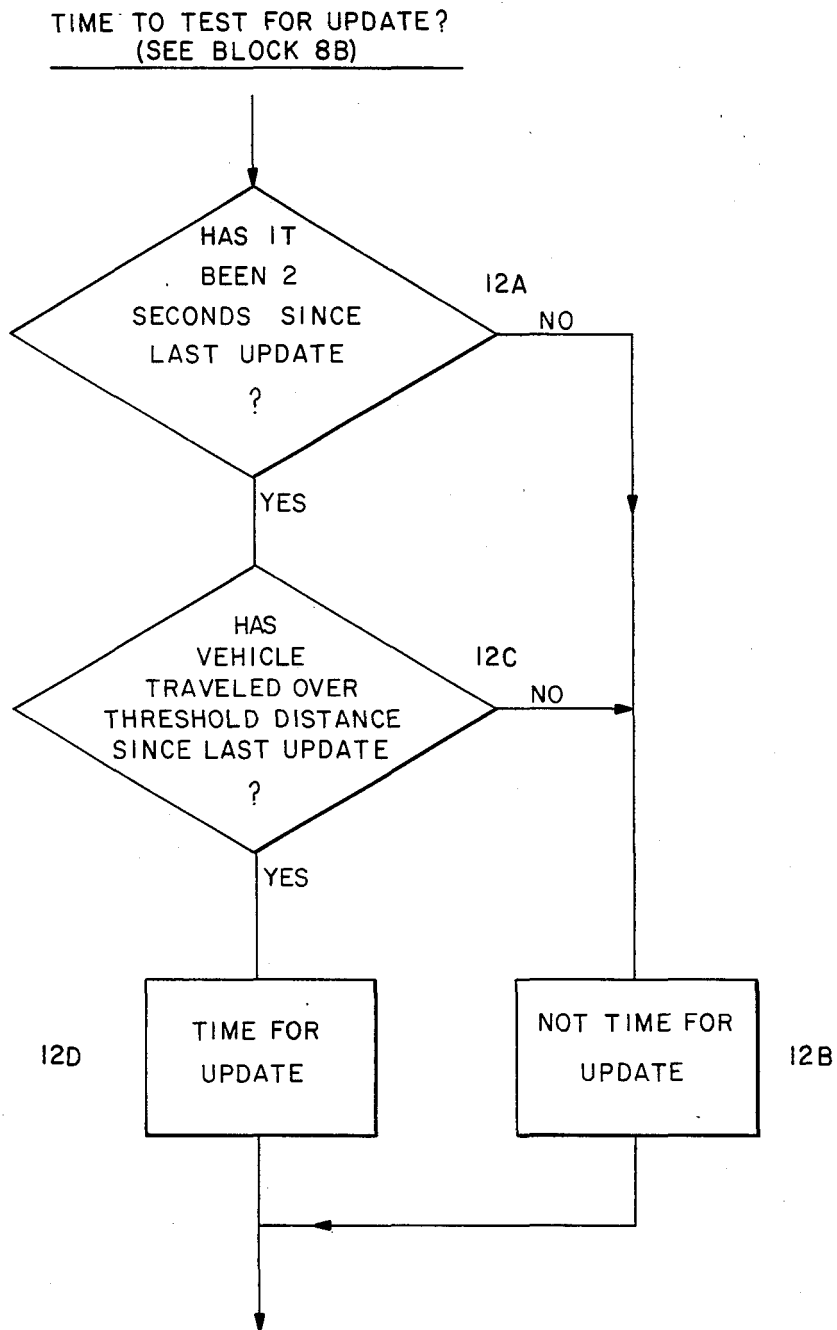 TIME TO TEST FOR UPDATE?
(SEE BLOCK 8B)
HAS IT
BEEN 2
SECONDS SINCE
LAST UPDATE
?
12A
NO
YES
HAS
VEHICLE
TRAVELED OVER
THRESHOLD DISTANCE
SINCE LAST UPDATE
?
12C
NO
YES
TIME FOR
UPDATE
12D
NOT TIME FOR
UPDATE
12B